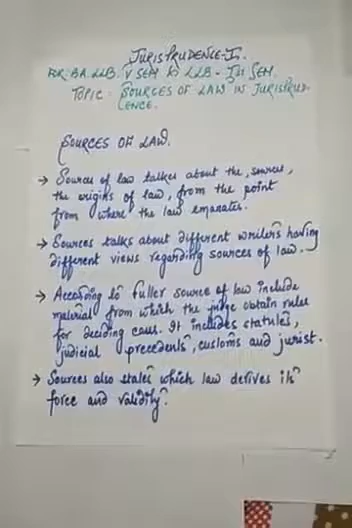 JURISPRUDENCE-I.
FOR: BA.LLB. V SEM & LLB - Ist SEM.
TOPIC: SOURCES OF LAW IN JURISPRUD-
ENCE.
SOURCES OF LAW.
→ Sources of law talks about the, sources,
the origins of law, from the point
from where the law emanates.
→ Sources talks about different writers having
different views regarding sources of law.
→ According to fuller source of law include
material from which the judge obtain rules
for deciding cases. It includes statutes,
judicial precedents, customs and jurist.
→ Sources also states which law derives its
force and validity.